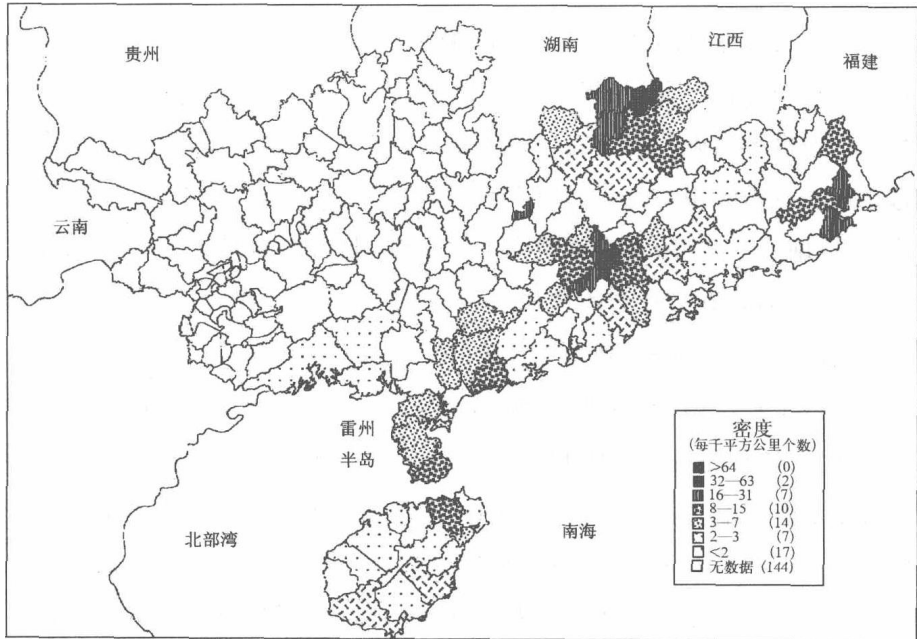 贵州
湖南
江西
福建
云南
雷州
半岛
北部湾
南海
密度
(每千平方公里个数)
>64 (0)
32—63 (2)
16—31 (7)
8—15 (10)
3—7 (14)
2—3 (7)
<2 (17)
无数据 (144)